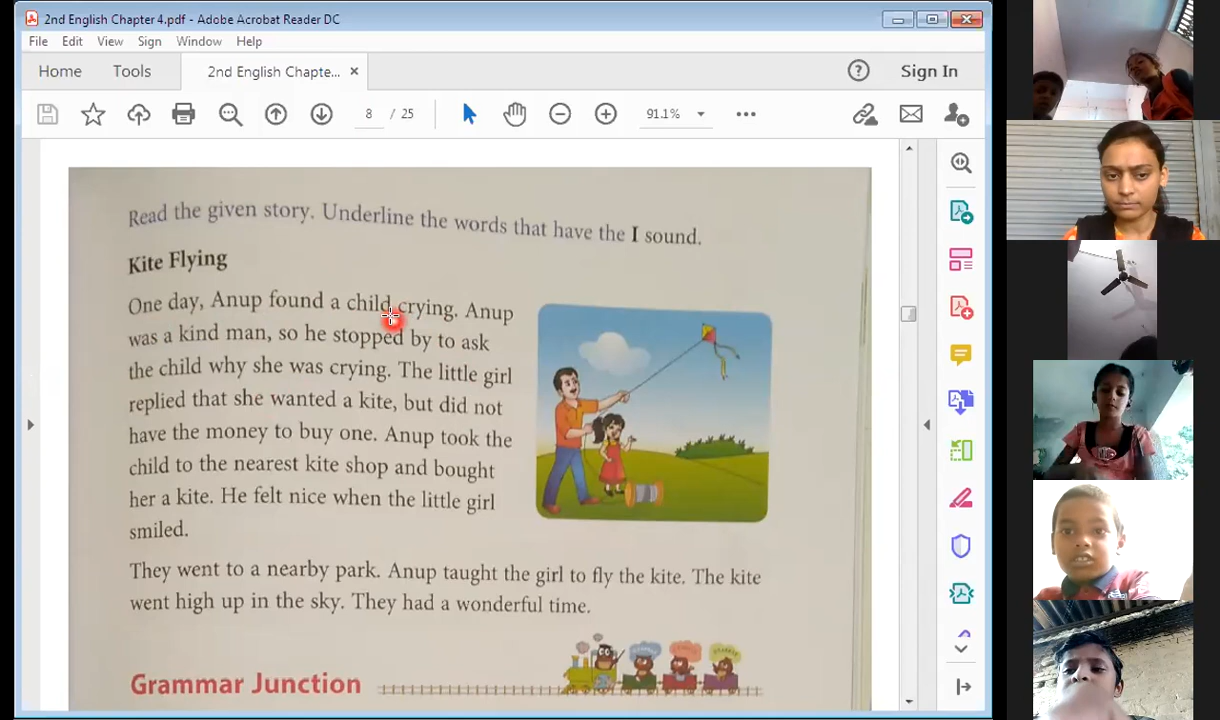 2nd English Chapter 4.pdf - Adobe Acrobat Reader DC
File Edit View Sign Window Help
Home Tools 2nd English Chapte... Sign In
8 / 25 91.1%
Read the given story. Underline the words that have the I sound.
Kite Flying
One day, Anup found a child crying. Anup
was a kind man, so he stopped by to ask
the child why she was crying. The little girl
replied that she wanted a kite, but did not
have the money to buy one. Anup took the
child to the nearest kite shop and bought
her a kite. He felt nice when the little girl
smiled.
They went to a nearby park. Anup taught the girl to fly the kite. The kite
went high up in the sky. They had a wonderful time.
Grammar Junction